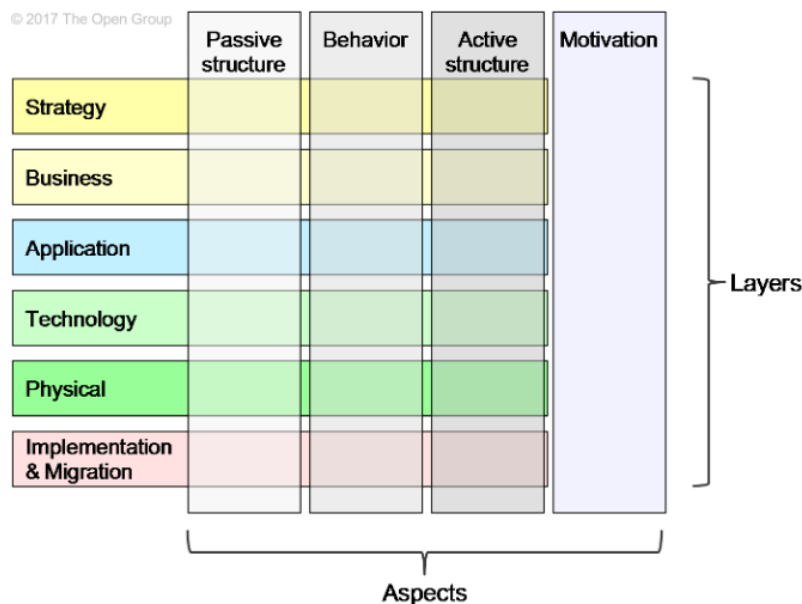 © 2017 The Open Group
Passive
structure
Behavior
Active
structure
Motivation
Strategy
Business
Application
Technology
Physical
Implementation
& Migration
Layers
Aspects